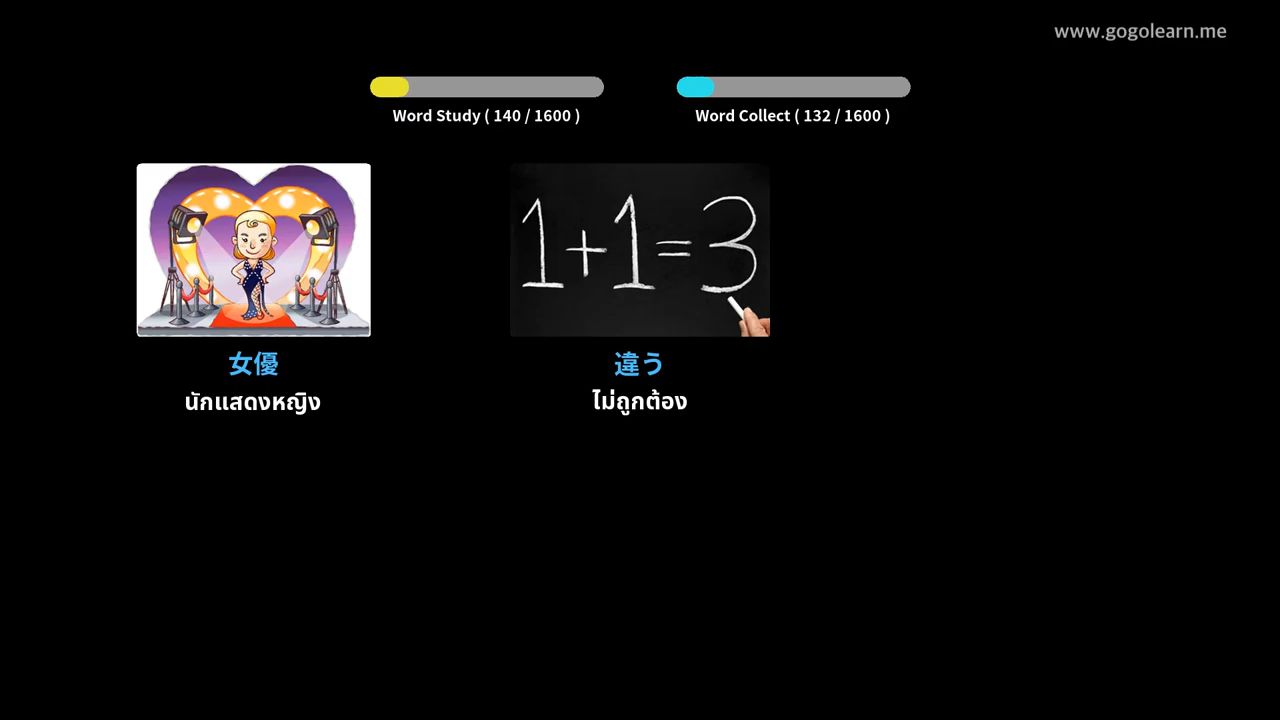 www.gogolearn.me
Word Study ( 140 / 1600 )
Word Collect ( 132 / 1600 )
1+1=3
女優
違う
นักแสดงหญิง
ไม่ถูกต้อง